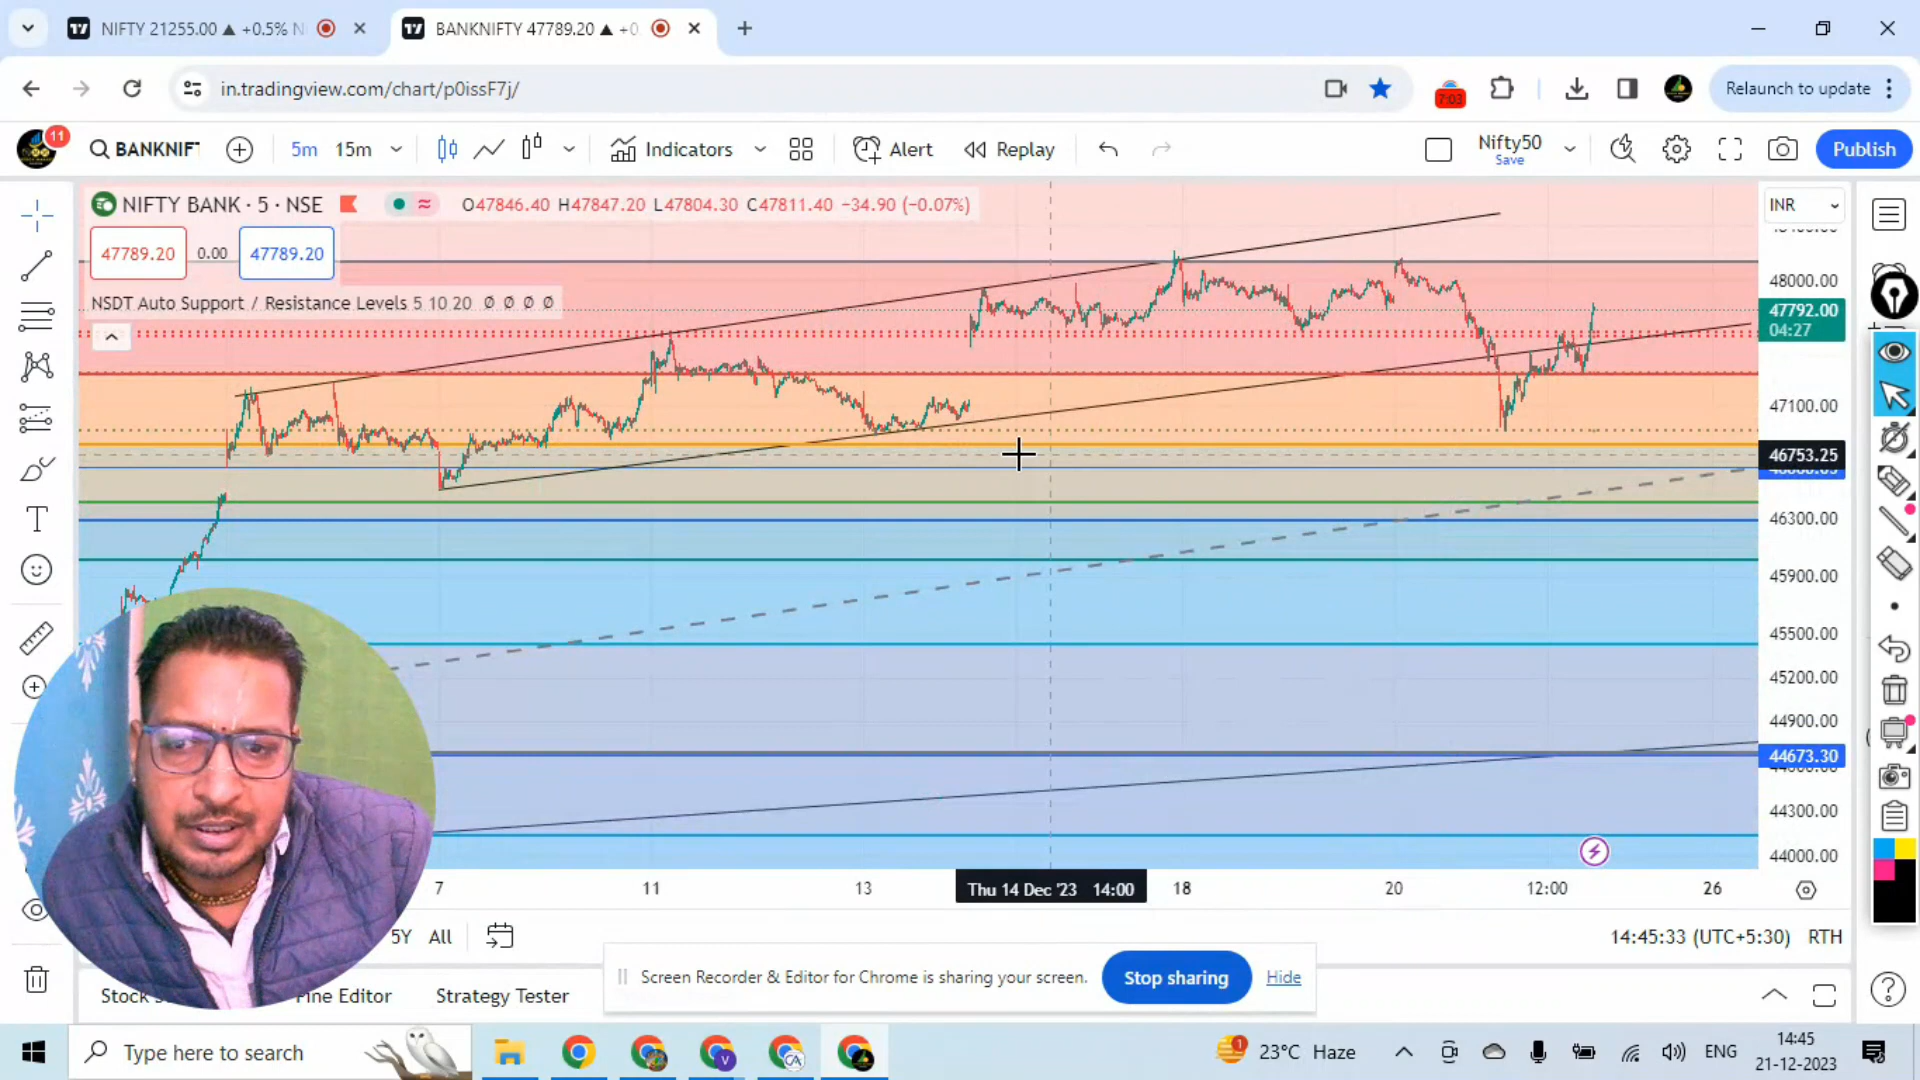 NIFTY 21255.00 ▲ +0.5% N
BANKNIFTY 47789.20 ▲ +0
in.tradingview.com/chart/p0issF7j/
7:03
Relaunch to update
11
BANKNIF
5m
15m
Indicators
Alert
Replay
Nifty50
Save
Publish
NIFTY BANK · 5 · NSE
O47846.40 H47847.20 L47804.30 C47811.40 −34.90 (−0.07%)
INR
47789.20
0.00
47789.20
NSDT Auto Support / Resistance Levels 5 10 20 Ø Ø Ø Ø
48000.00
47792.00
04:27
47100.00
46753.25
46300.00
45900.00
45500.00
45200.00
44900.00
44673.30
44300.00
44000.00
7
11
13
Thu 14 Dec '23 14:00
18
20
12:00
26
5Y
All
14:45:33 (UTC+5:30)
RTH
Screen Recorder & Editor for Chrome is sharing your screen.
Stop sharing
Hide
Stock
ine Editor
Strategy Tester
Type here to search
V
CA
1
23°C Haze
ENG
14:45
21-12-2023